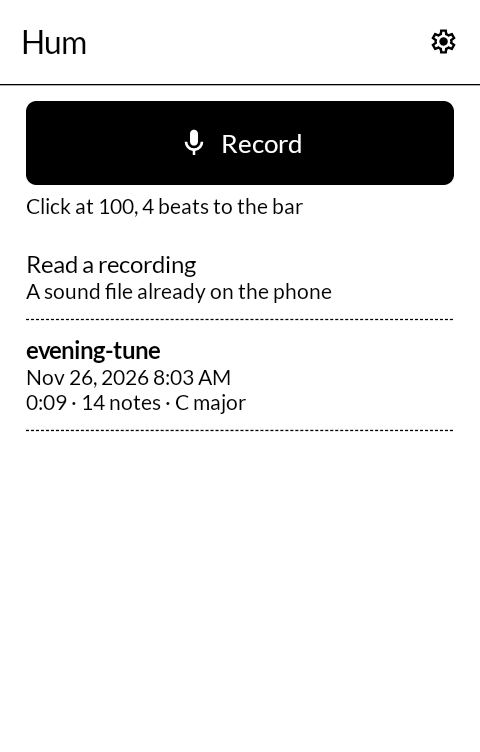 Hum
Record
Click at 100, 4 beats to the bar
Read a recording
A sound file already on the phone
evening-tune
Nov 26, 2026 8:03 AM
0:09 · 14 notes · C major